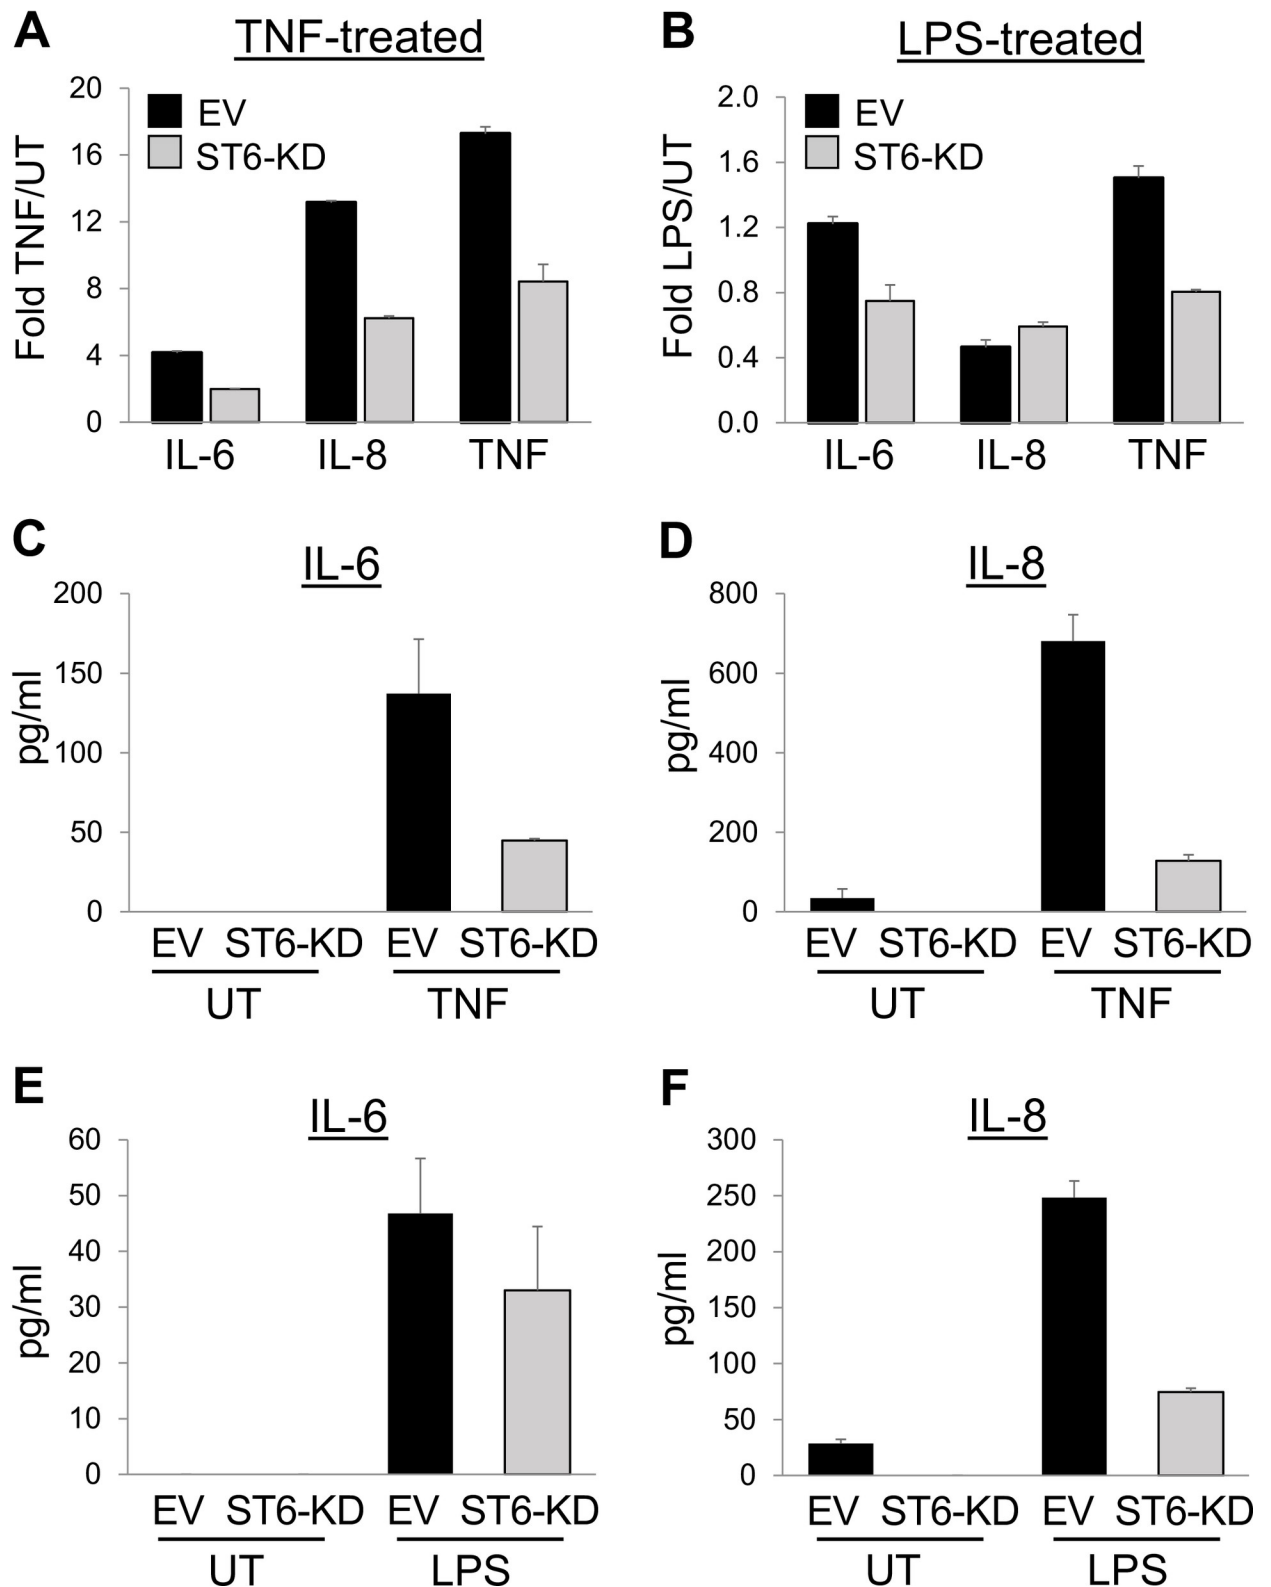 A
TNF-treated
Fold TNF/UT
20
16
12
8
4
0
EV
ST6-KD
IL-6 IL-8 TNF
B
LPS-treated
Fold LPS/UT
2.0
1.6
1.2
0.8
0.4
0.0
EV
ST6-KD
IL-6 IL-8 TNF
C
IL-6
pg/ml
200
150
100
50
0
EV ST6-KD EV ST6-KD
UT TNF
D
IL-8
pg/ml
800
600
400
200
0
EV ST6-KD EV ST6-KD
UT TNF
E
IL-6
pg/ml
60
50
40
30
20
10
0
EV ST6-KD EV ST6-KD
UT LPS
F
IL-8
pg/ml
300
250
200
150
100
50
0
EV ST6-KD EV ST6-KD
UT LPS